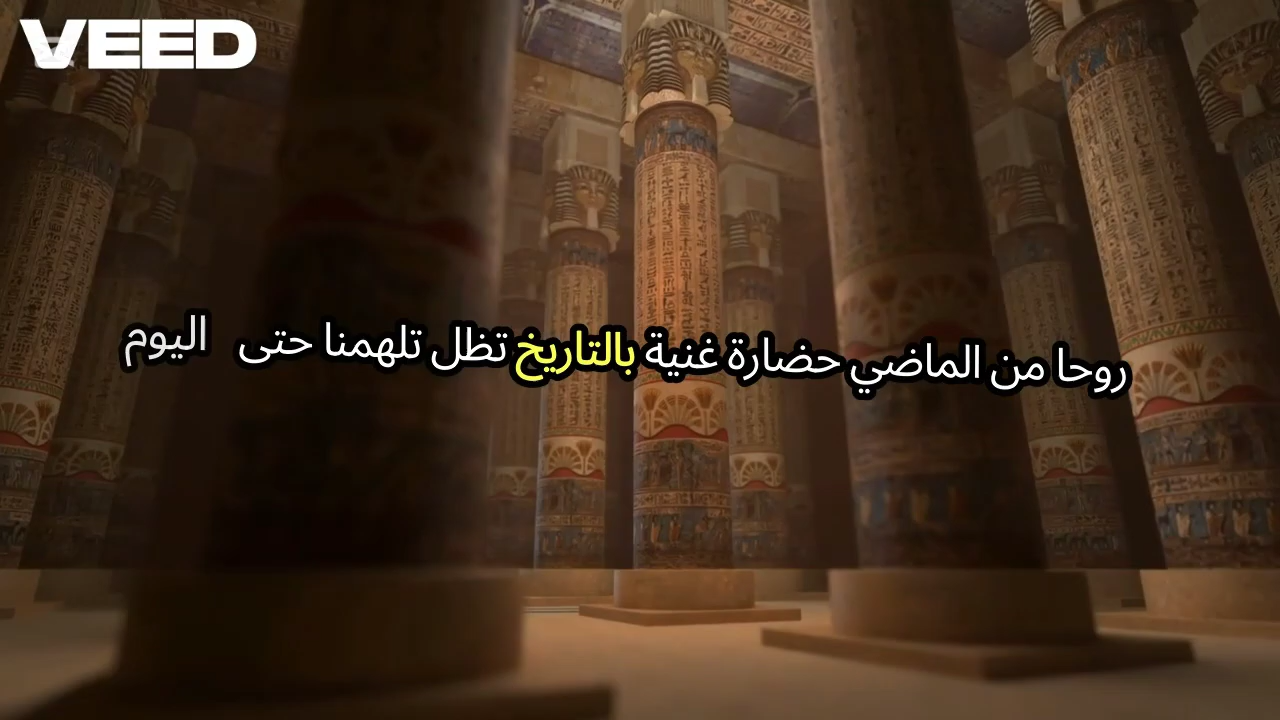 VEED
روحا من الماضي حضارة غنية بالتاريخ تظل تلهمنا حتى اليوم